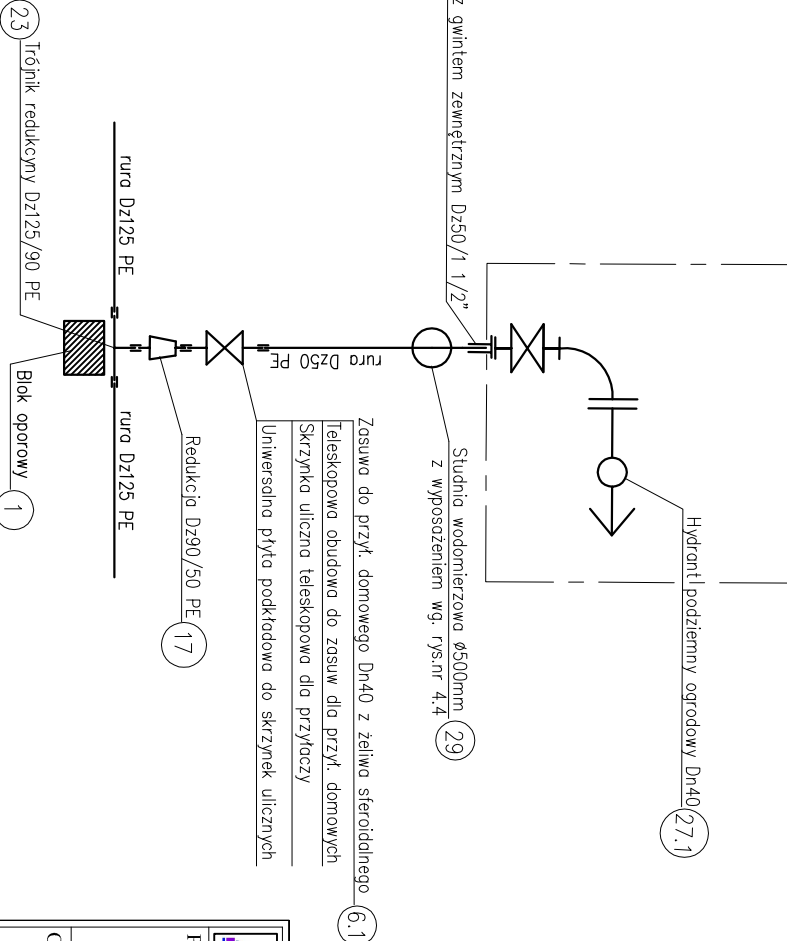 z gwintem zewnętrznym Dz50/1 1/2"
Hydrant podziemny ogrodowy Dn40
27.1
Studnia wodomierzowa ø500mm
z wyposażeniem wg. rys.nr 4.4
29
rura Dz50 PE
Zasuwa do przył. domowego Dn40 z żeliwa sferoidalnego
6.1
Teleskopowa obudowa do zasuw dla przył. domowych
Skrzynka uliczna teleskopowa dla przyłaczy
Uniwersalna płyta podkładowa do skrzynek ulicznych
Redukcja Dz90/50 PE
17
rura Dz125 PE
rura Dz125 PE
23
Trójnik redukcyny Dz125/90 PE
Blok oporowy
1